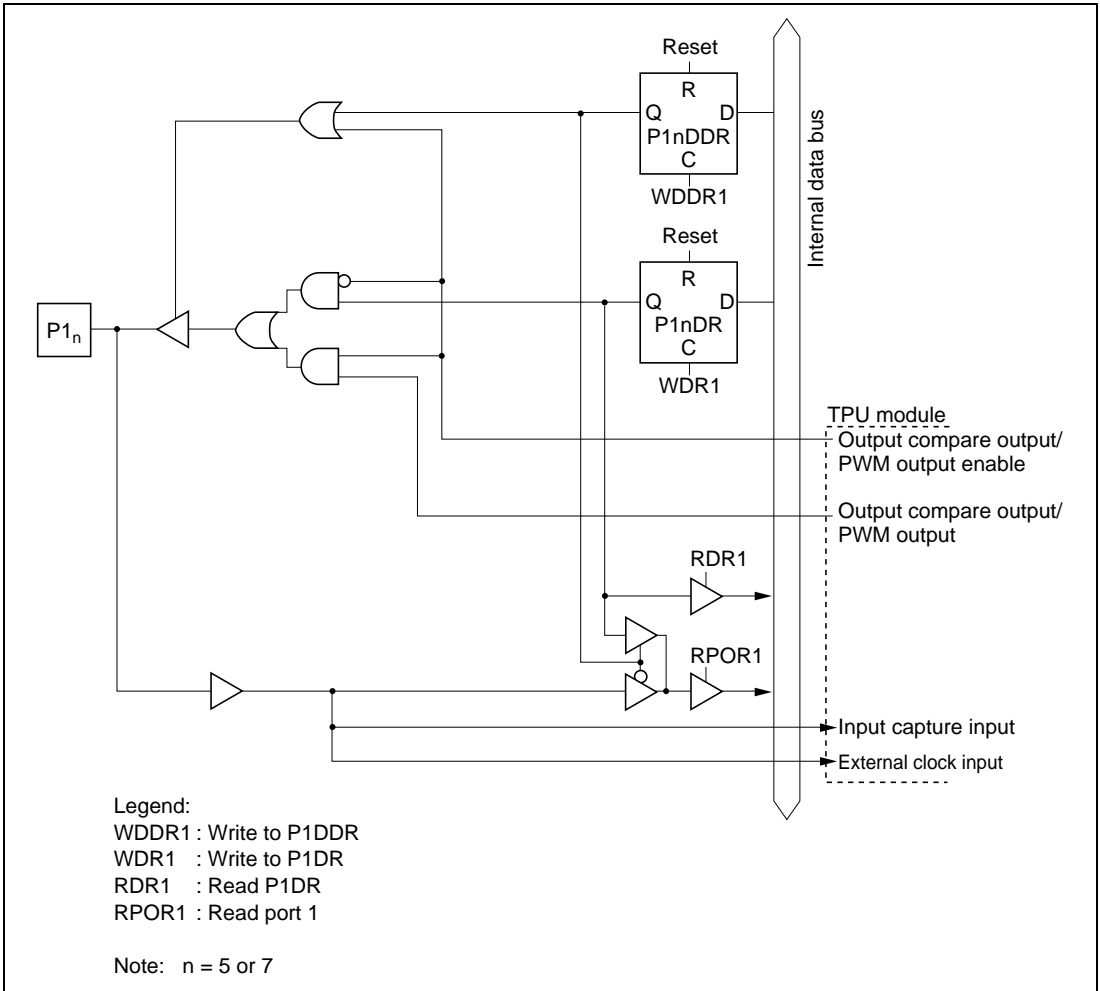 Reset
R
Q D
P1nDDR
C
WDDR1
Internal data bus
Reset
R
Q D
P1nDR
C
WDR1
P1n
TPU module
Output compare output/
PWM output enable
Output compare output/
PWM output
RDR1
RPOR1
Input capture input
External clock input
Legend:
WDDR1 : Write to P1DDR
WDR1 : Write to P1DR
RDR1 : Read P1DR
RPOR1 : Read port 1
Note: n = 5 or 7